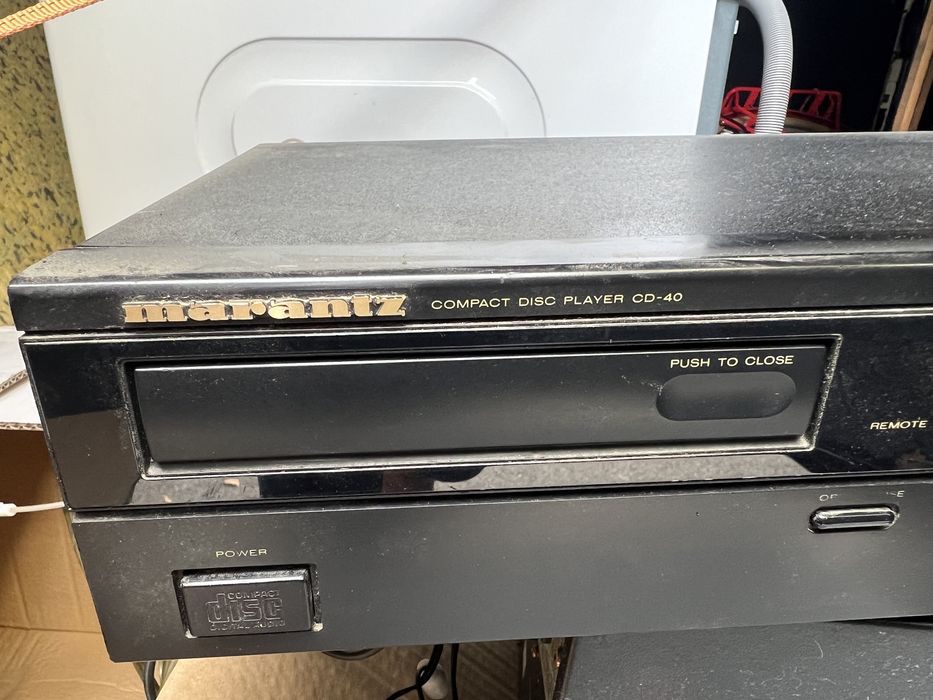 marantz COMPACT DISC PLAYER CD-40
PUSH TO CLOSE
REMOTE
POWER
COMPACT
disc
DIGITAL AUDIO